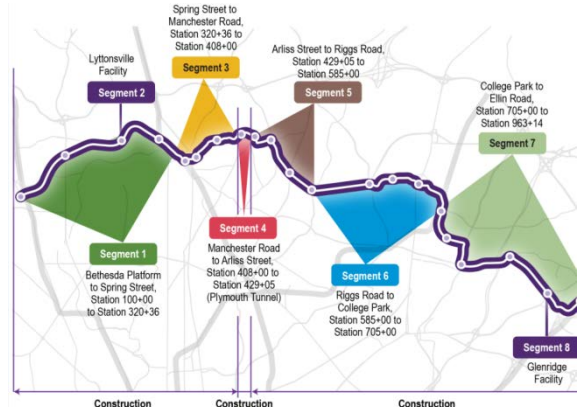 Spring Street to
Manchester Road,
Station 320+36 to
Station 408+00
Segment 3
Lyttonsville
Facility
Segment 2
Arliss Street to Riggs Road,
Station 429+05 to
Station 585+00
Segment 5
College Park to
Ellin Road,
Station 705+00 to
Station 963+14
Segment 7
Segment 1
Bethesda Platform
to Spring Street,
Station 100+00
to Station 320+36
Segment 4
Manchester Road
to Arliss Street,
Station 408+00 to
Station 429+05
(Plymouth Tunnel)
Segment 6
Riggs Road to
College Park,
Station 585+00 to
Station 705+00
Segment 8
Glenridge
Facility
Construction
Construction
Construction